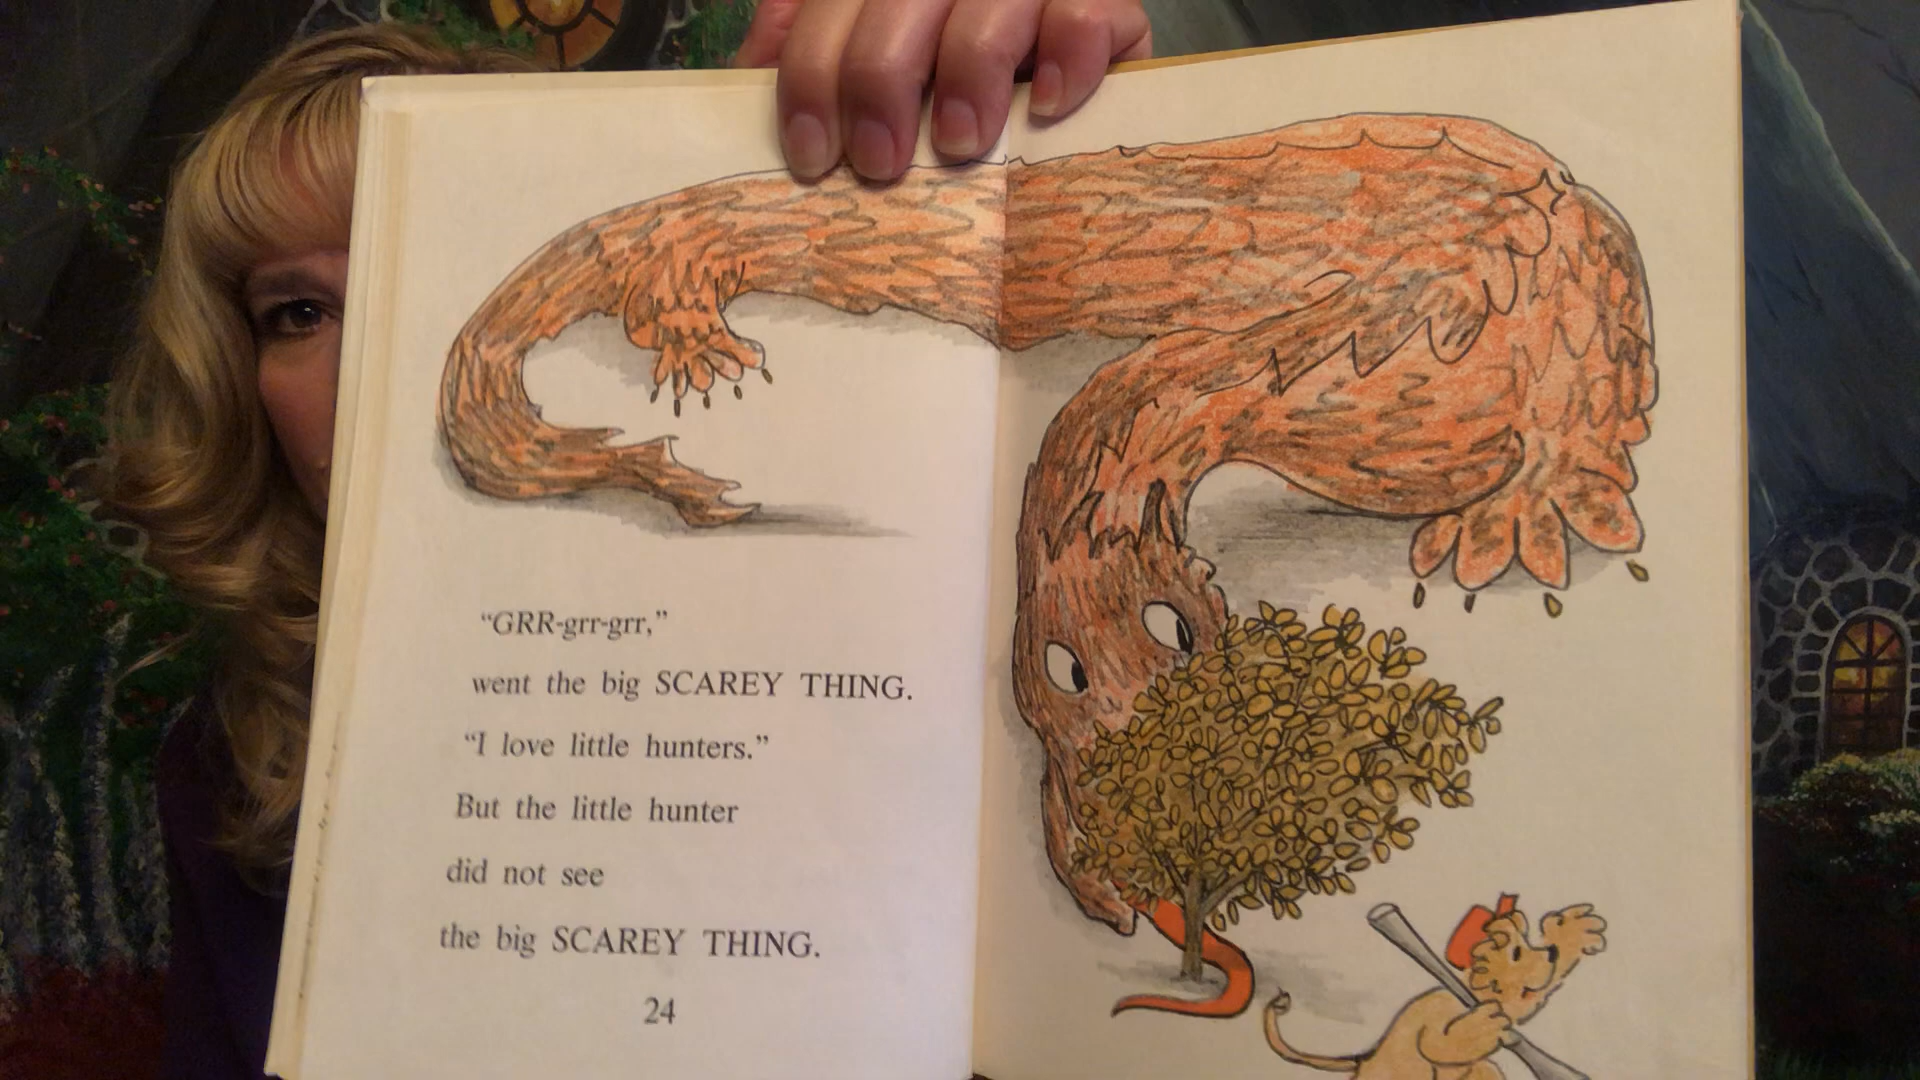 “GRR-grr-grr,”
went the big SCAREY THING.
“I love little hunters.”
But the little hunter
did not see
the big SCAREY THING.
24